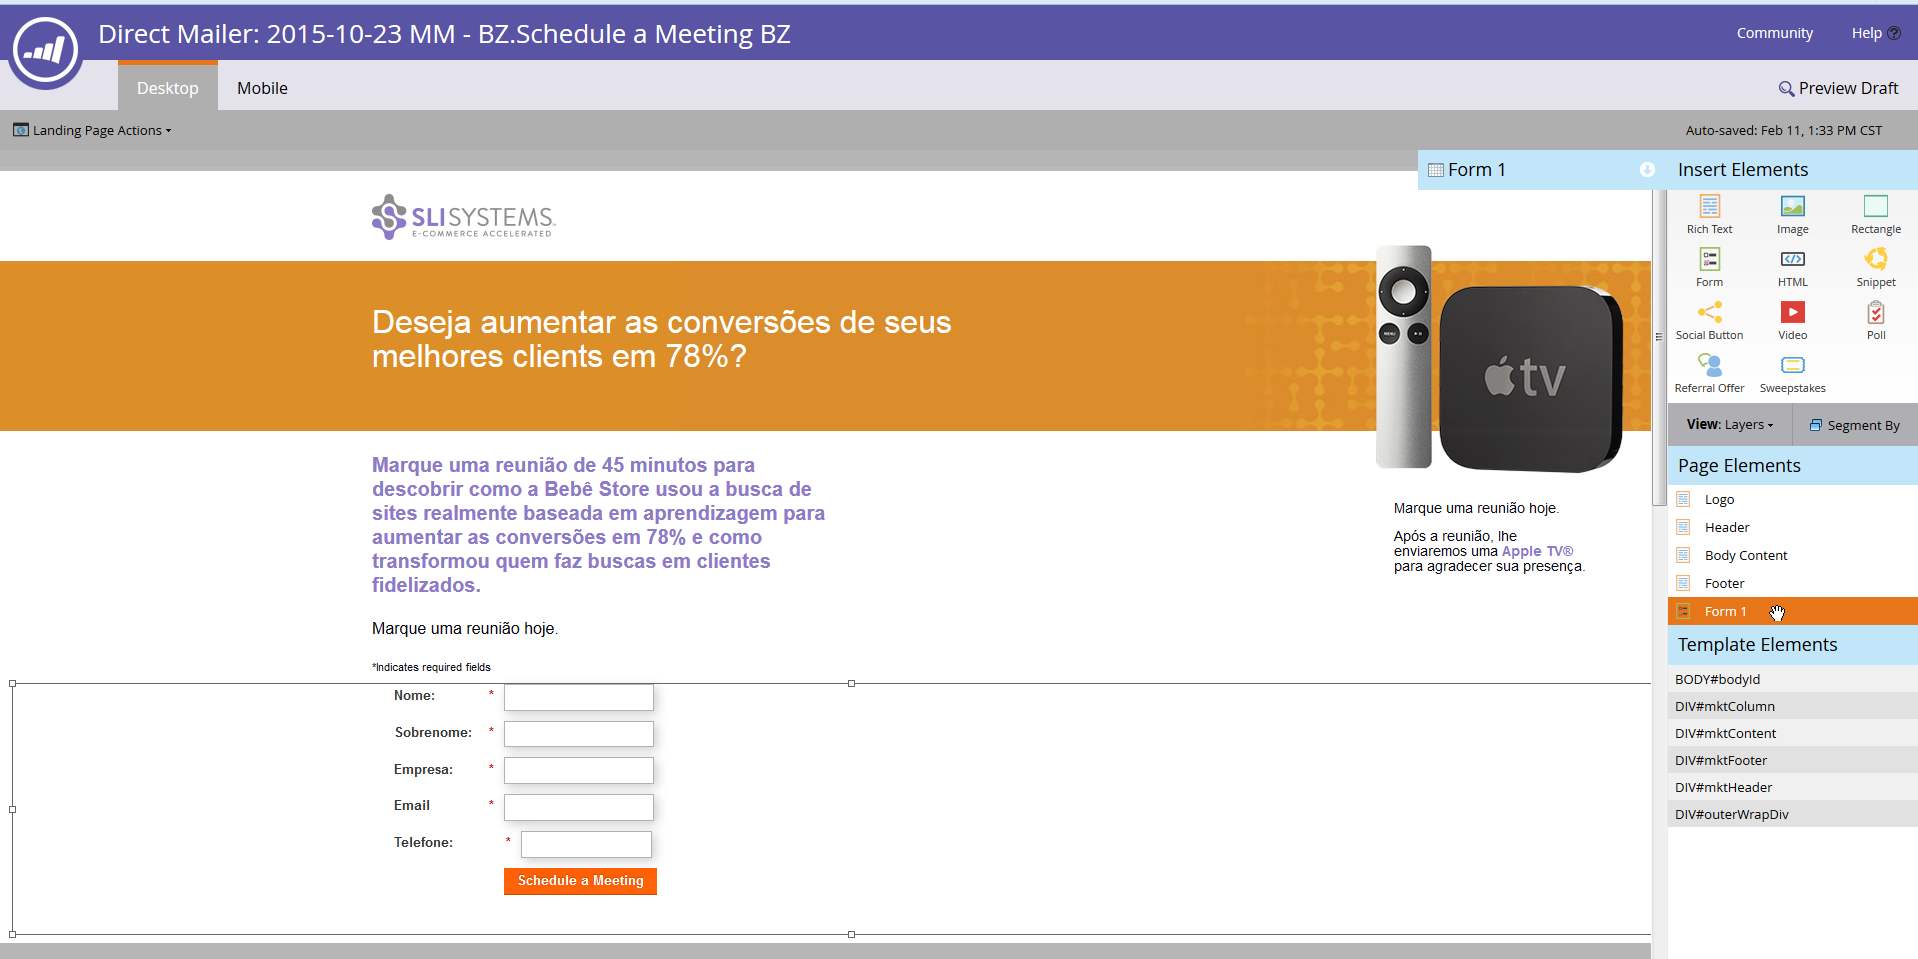 Direct Mailer: 2015-10-23 MM - BZ.Schedule a Meeting BZ
Community
Help
Desktop
Mobile
Preview Draft
Landing Page Actions
Auto-saved: Feb 11, 1:33 PM CST
Form 1
Insert Elements
Rich Text
Image
Rectangle
Form
HTML
Snippet
Social Button
Video
Poll
Referral Offer
Sweepstakes
View: Layers
Segment By
Page Elements
Logo
Header
Body Content
Footer
Form 1
Template Elements
BODY#bodyId
DIV#mktColumn
DIV#mktContent
DIV#mktFooter
DIV#mktHeader
DIV#outerWrapDiv
SLISYSTEMS
E-COMMERCE ACCELERATED
Deseja aumentar as conversões de seus
melhores clients em 78%?
MENU
tv
Marque uma reunião de 45 minutos para
descobrir como a Bebê Store usou a busca de
sites realmente baseada em aprendizagem para
aumentar as conversões em 78% e como
transformou quem faz buscas em clientes
fidelizados.
Marque uma reunião hoje.
*Indicates required fields
Nome: *
Sobrenome: *
Empresa: *
Email *
Telefone: *
Schedule a Meeting
Marque uma reunião hoje.
Após a reunião, lhe
enviaremos uma Apple TV®
para agradecer sua presença.